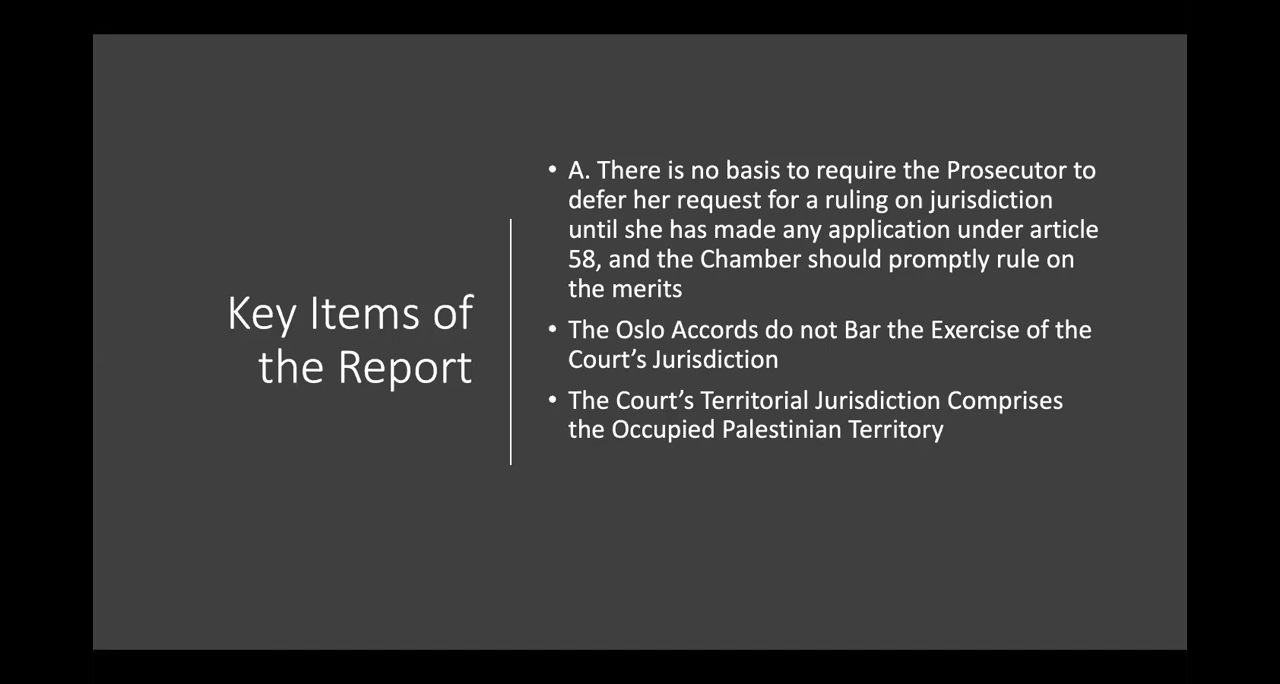 Key Items of
the Report
• A. There is no basis to require the Prosecutor to
defer her request for a ruling on jurisdiction
until she has made any application under article
58, and the Chamber should promptly rule on
the merits
• The Oslo Accords do not Bar the Exercise of the
Court’s Jurisdiction
• The Court’s Territorial Jurisdiction Comprises
the Occupied Palestinian Territory